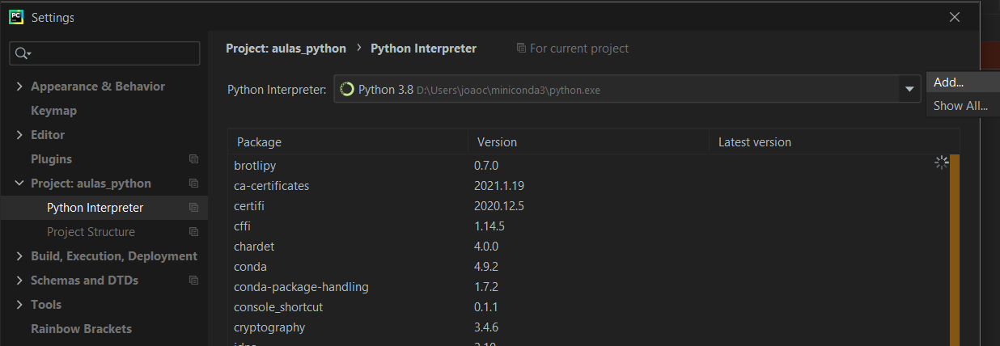 PC Settings
Project: aulas_python > Python Interpreter For current project
Python Interpreter: Python 3.8 D:\Users\joaoc\miniconda3\python.exe
Add...
Show All...
Appearance & Behavior
Keymap
Editor
Plugins
Project: aulas_python
Python Interpreter
Project Structure
Build, Execution, Deployment
Schemas and DTDs
Tools
Rainbow Brackets
Package Version Latest version
brotlipy 0.7.0
ca-certificates 2021.1.19
certifi 2020.12.5
cffi 1.14.5
chardet 4.0.0
conda 4.9.2
conda-package-handling 1.7.2
console_shortcut 0.1.1
cryptography 3.4.6